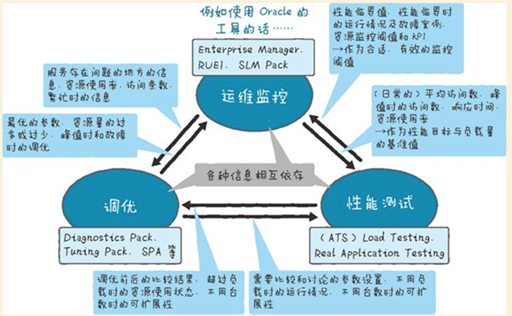 例如使用 Oracle 的
工具的话……
Enterprise Manager、
RUEI、SLM Pack
运维监控
性能临界值、性能临界时
的运行情况及故障案例、
资源监控阈值和 KPI
→作为合适、有效的监控
阈值
服务存在问题的地方的信
息、资源使用率、访问参数、
繁忙时的信息
（日常的）平均访问数、峰
值时的访问数、响应时间、
资源使用率
→作为性能目标与负载量
的基准值
最优的参数、资源量的过
多或过少、峰值时和故障
时的调优
各种信息相互依存
调优
Diagnostics Pack、
Tuning Pack、SPA 等
性能测试
（ATS）Load Testing、
Real Application Testing
调优前后的比较结果、超过负
载时的资源使用状态、不同台
数时的可扩展性
需要比较和讨论的参数设置、不同负
载时的运行情况、不同台数时的可扩
展性